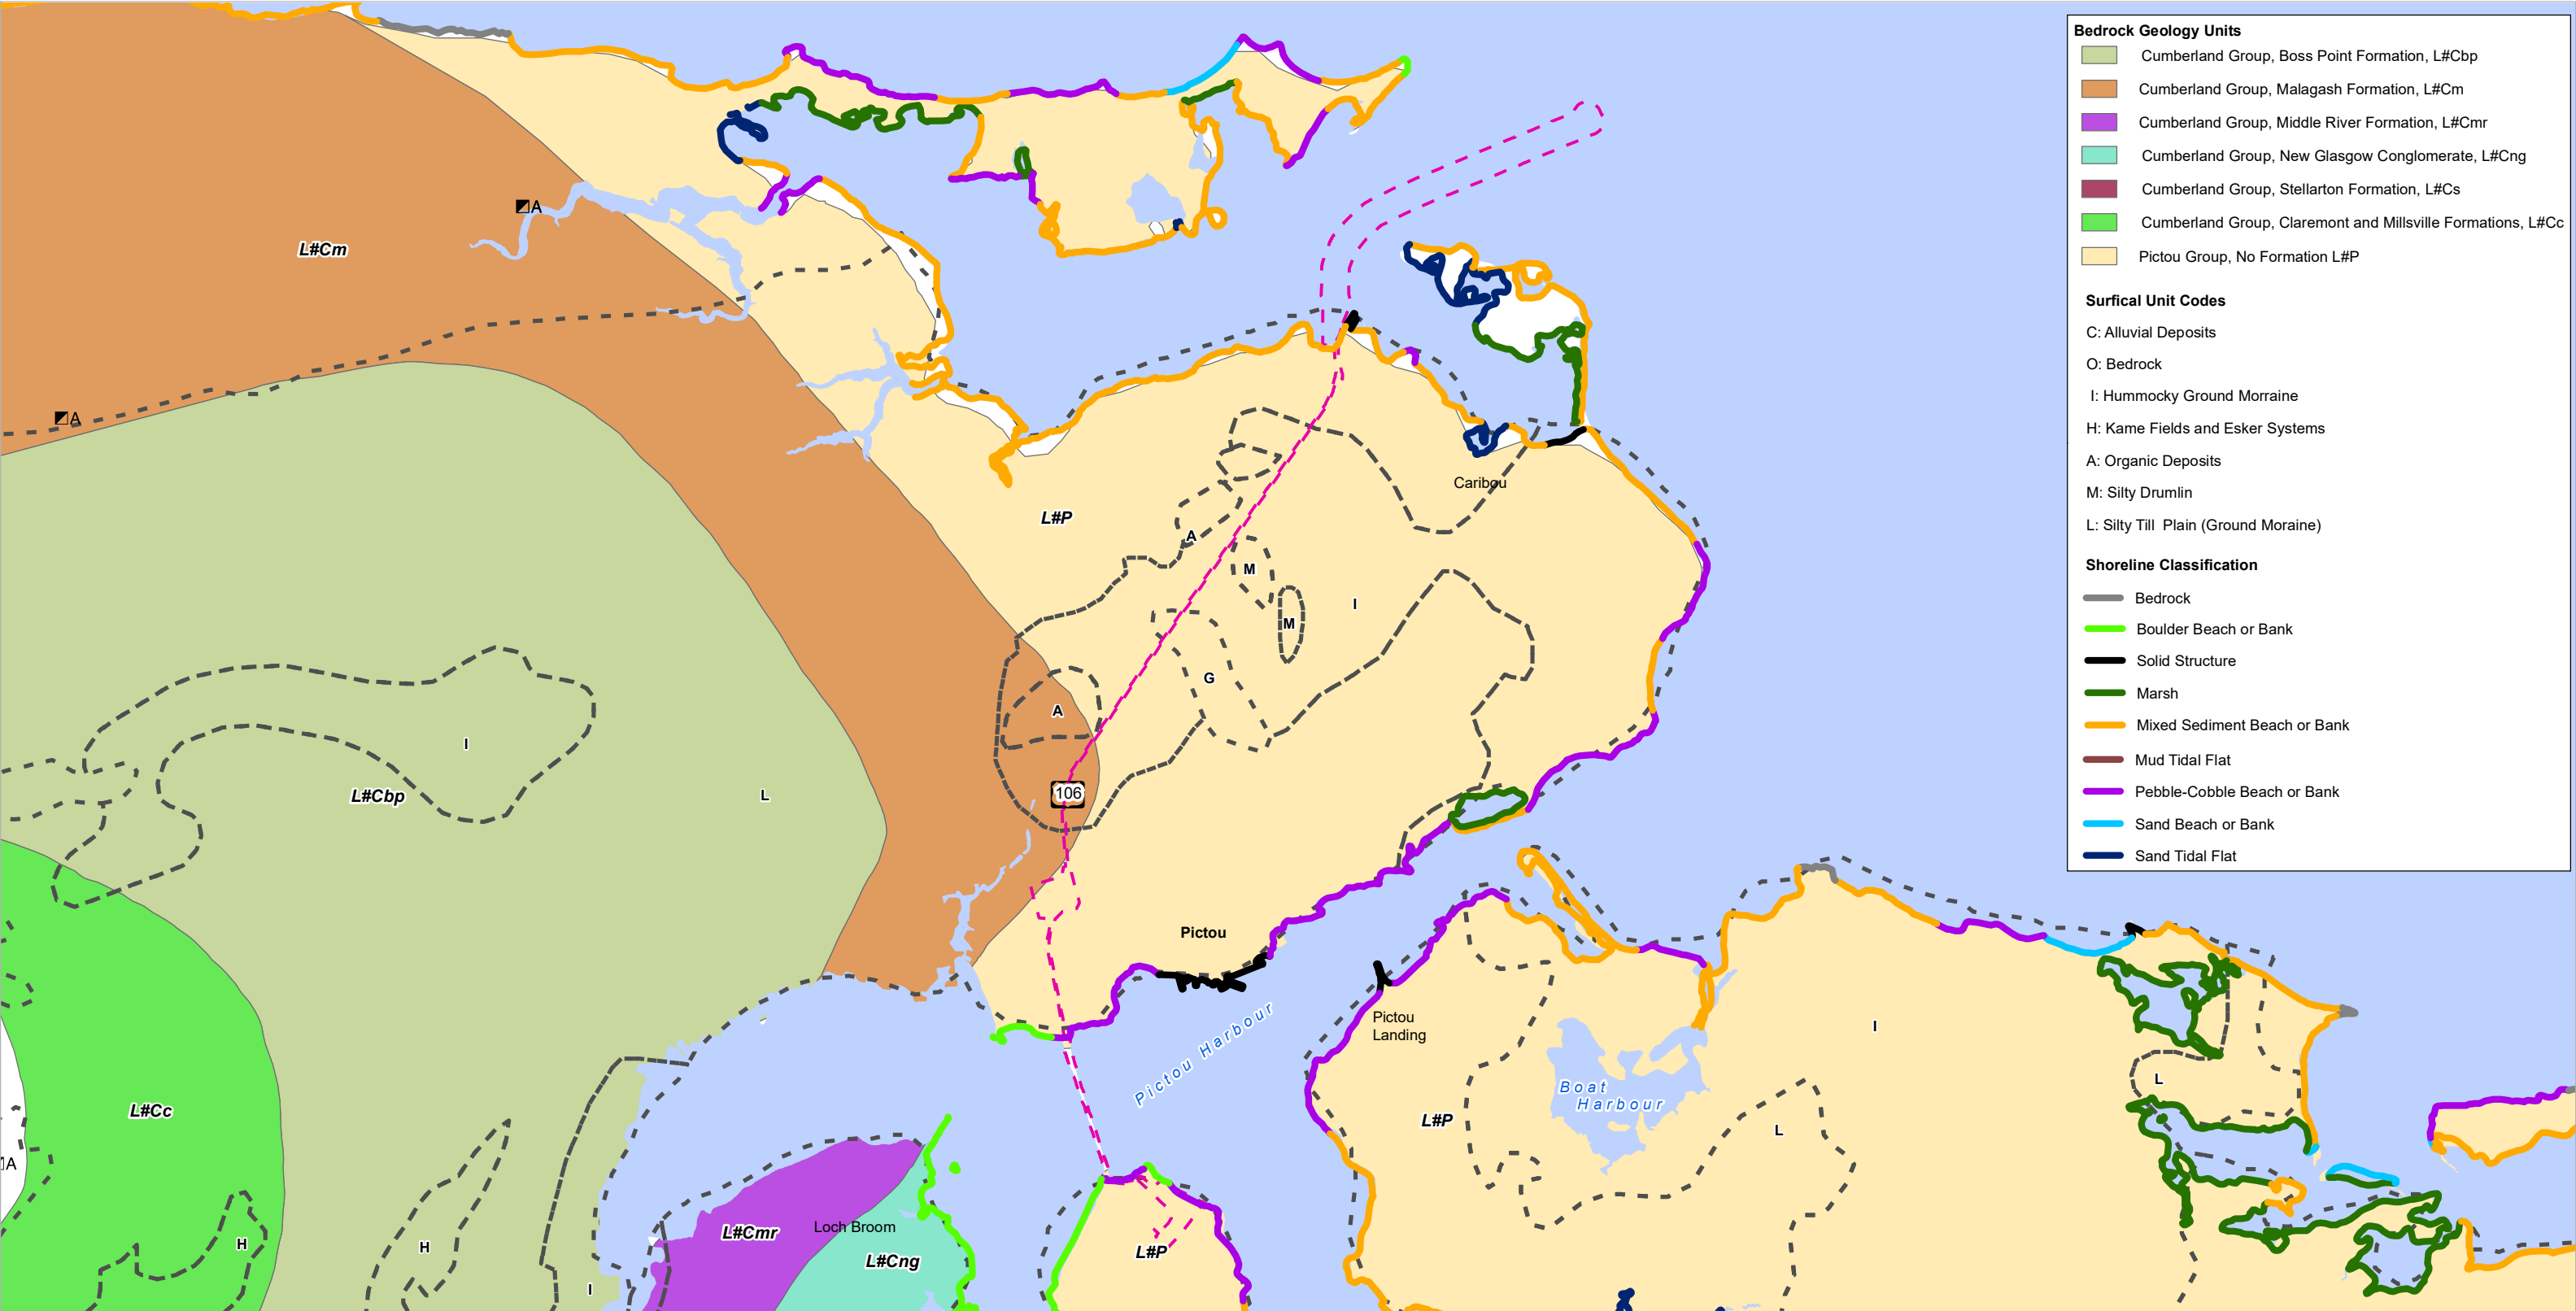 Bedrock Geology Units
Cumberland Group, Boss Point Formation, L#Cbp
Cumberland Group, Malagash Formation, L#Cm
Cumberland Group, Middle River Formation, L#Cmr
Cumberland Group, New Glasgow Conglomerate, L#Cng
Cumberland Group, Stellarton Formation, L#Cs
Cumberland Group, Claremont and Millsville Formations, L#Cc
Pictou Group, No Formation L#P
Surfical Unit Codes
C: Alluvial Deposits
O: Bedrock
I: Hummocky Ground Morraine
H: Kame Fields and Esker Systems
A: Organic Deposits
M: Silty Drumlin
L: Silty Till Plain (Ground Moraine)
Shoreline Classification
Bedrock
Boulder Beach or Bank
Solid Structure
Marsh
Mixed Sediment Beach or Bank
Mud Tidal Flat
Pebble-Cobble Beach or Bank
Sand Beach or Bank
Sand Tidal Flat
A
L#Cm
A
Caribou
L#P
A
M
I
M
G
A
I
L#Cbp
L
106
Pictou
Pictou Harbour
Pictou
Landing
I
Boat
Harbour
L
L#Cc
L#P
L
A
L#Cmr
Loch Broom
L#Cng
H
H
L#P
I